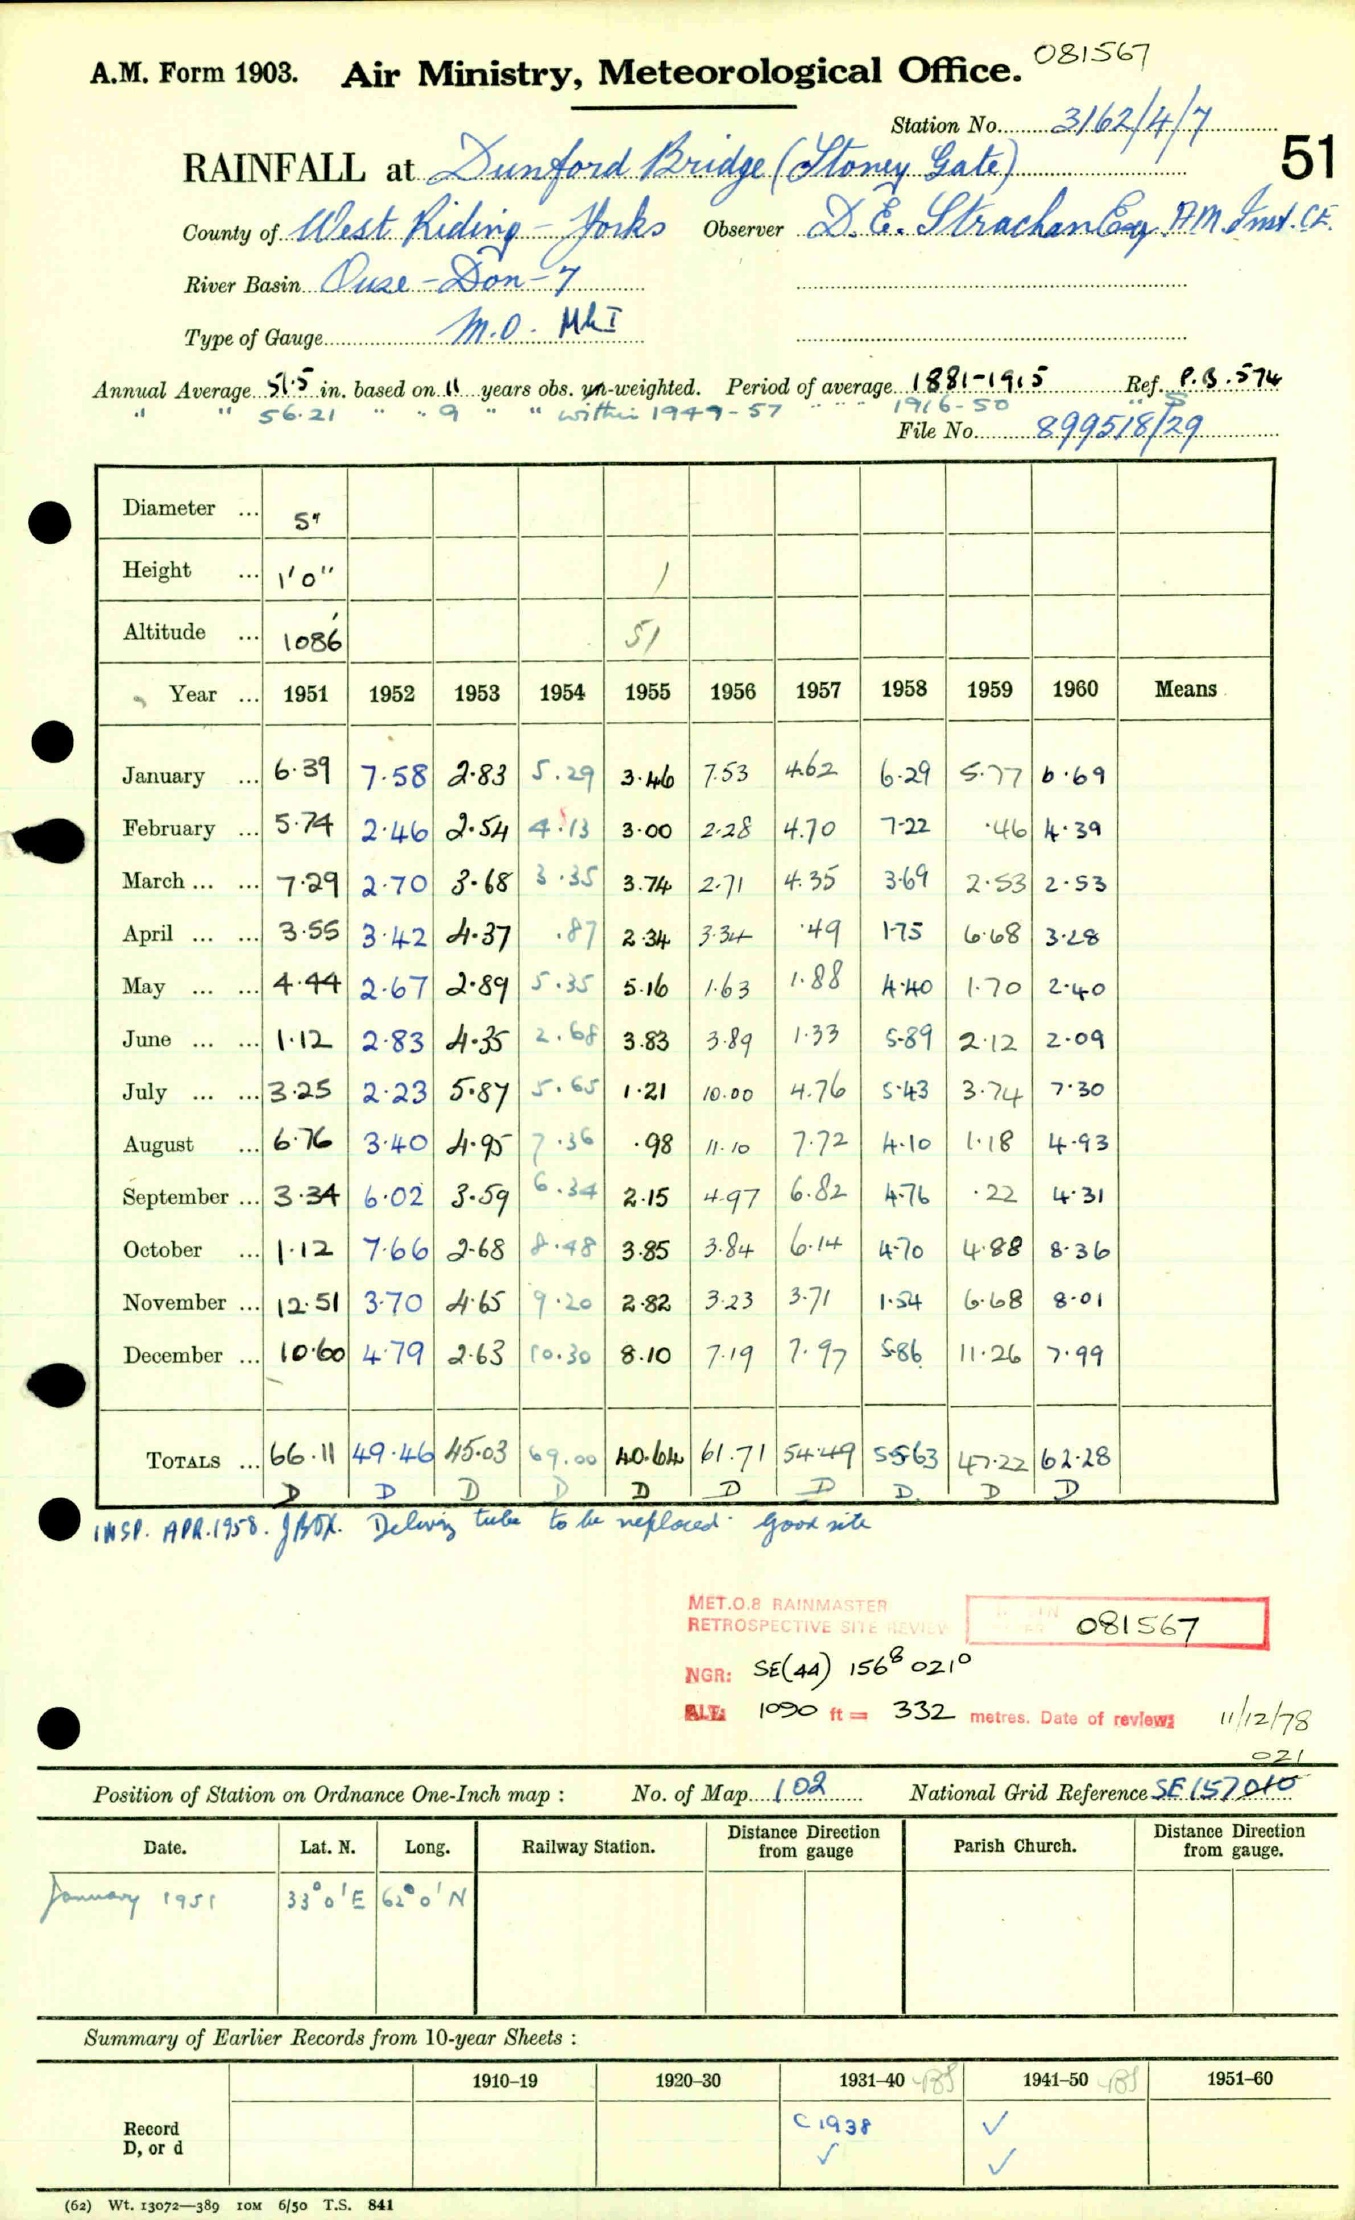 A.M. Form 1903. Air Ministry, Meteorological Office. 081567
Station No. 3162/4/7
RAINFALL at Dunford Bridge (Stoney Gate) 51
County of West Riding – Yorks Observer D. E. Strachan Esq. A.M. Inst. C.E.
River Basin Ouse – Don – 7
Type of Gauge M.O. Mk I
Annual Average 51.5 in. based on 11 years obs. un-weighted. Period of average 1881-1915 Ref. P.B. 574
" " 56.21 " " 9 " " within 1949-57 " " " 1916-50 " S
File No. 899518/29
Diameter ... 5"
Height ... 1'0" 1
Altitude ... 1086' 51
Year ... 1951 1952 1953 1954 1955 1956 1957 1958 1959 1960 Means
January ... 6.39 7.58 2.83 5.29 3.46 7.53 4.62 6.29 5.77 6.69
February ... 5.74 2.46 2.54 4.13 3.00 2.28 4.70 7.22 .46 4.39
March ... ... 7.29 2.70 3.68 3.35 3.74 2.71 4.35 3.69 2.53 2.53
April ... ... 3.55 3.42 4.37 .87 2.34 3.34 .49 1.75 6.68 3.28
May ... ... 4.44 2.67 2.89 5.35 5.16 1.63 1.88 4.40 1.70 2.40
June ... ... 1.12 2.83 4.35 2.68 3.83 3.89 1.33 5.89 2.12 2.09
July ... ... 3.25 2.23 5.87 5.65 1.21 10.00 4.76 5.43 3.74 7.30
August ... 6.76 3.40 4.95 7.36 .98 11.10 7.72 4.10 1.18 4.93
September ... 3.34 6.02 3.59 6.34 2.15 4.97 6.82 4.76 .22 4.31
October ... 1.12 7.66 2.68 8.48 3.85 3.84 6.14 4.70 4.88 8.36
November ... 12.51 3.70 4.65 9.20 2.82 3.23 3.71 1.54 6.68 8.01
December ... 10.60 4.79 2.63 10.30 8.10 7.19 7.97 5.86 11.26 7.99
TOTALS ... 66.11 49.46 45.03 69.00 40.64 61.71 54.49 55.63 47.22 62.28
D D D D D D D D D D
INSP. APR. 1958. Delivery tube to be replaced. Good site
MET.O.8 RAINMASTER
RETROSPECTIVE SITE REVIEW 081567
NGR: SE(44) 156⁸ 021⁰
ALT: 1090 ft = 332 metres. Date of review: 11/12/78
021
Position of Station on Ordnance One-Inch map : No. of Map 102 National Grid Reference SE157010
Date. Lat. N. Long. Railway Station. Distance Direction from gauge Parish Church. Distance Direction from gauge.
January 1951 33° 0' E 62° 0' N
Summary of Earlier Records from 10-year Sheets :
1910–19 1920–30 1931–40 1941–50 1951–60
Record C 1938 ✓
D, or d ✓ ✓
(62) Wt. 13072—389 10M 6/50 T.S. 841